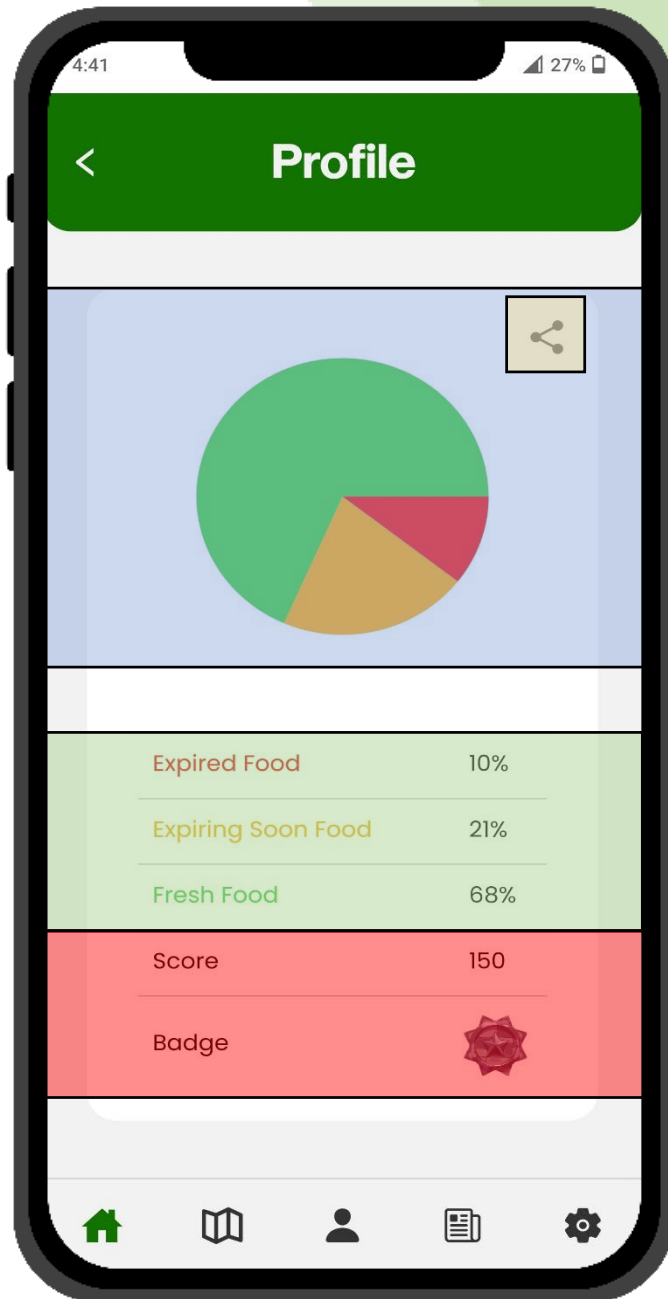 4:41 27%
< Profile
Expired Food 10%
Expiring Soon Food 21%
Fresh Food 68%
Score 150
Badge